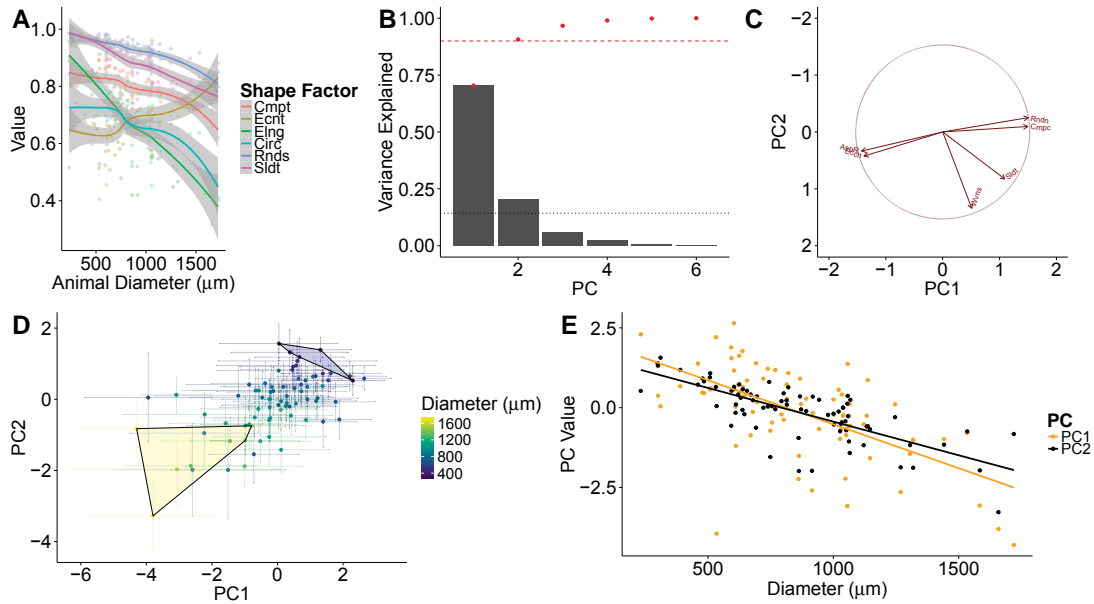 A
Value
1.0
0.8
0.6
0.4
500
1000
1500
Animal Diameter (μm)
Shape Factor
Cmpt
Ecnt
Elng
Circ
Rnds
Sldt
B
Variance Explained
1.00
0.75
0.50
0.25
0.00
2
4
6
PC
C
PC2
−2
−1
0
1
2
−2
−1
0
1
2
PC1
Rndn
Cmpc
Sldt
Wvns
D
PC2
2
0
−2
−4
−6
−4
−2
0
2
PC1
Diameter (μm)
1600
1200
800
400
E
PC Value
2.5
0.0
−2.5
500
1000
1500
Diameter (μm)
PC
PC1
PC2